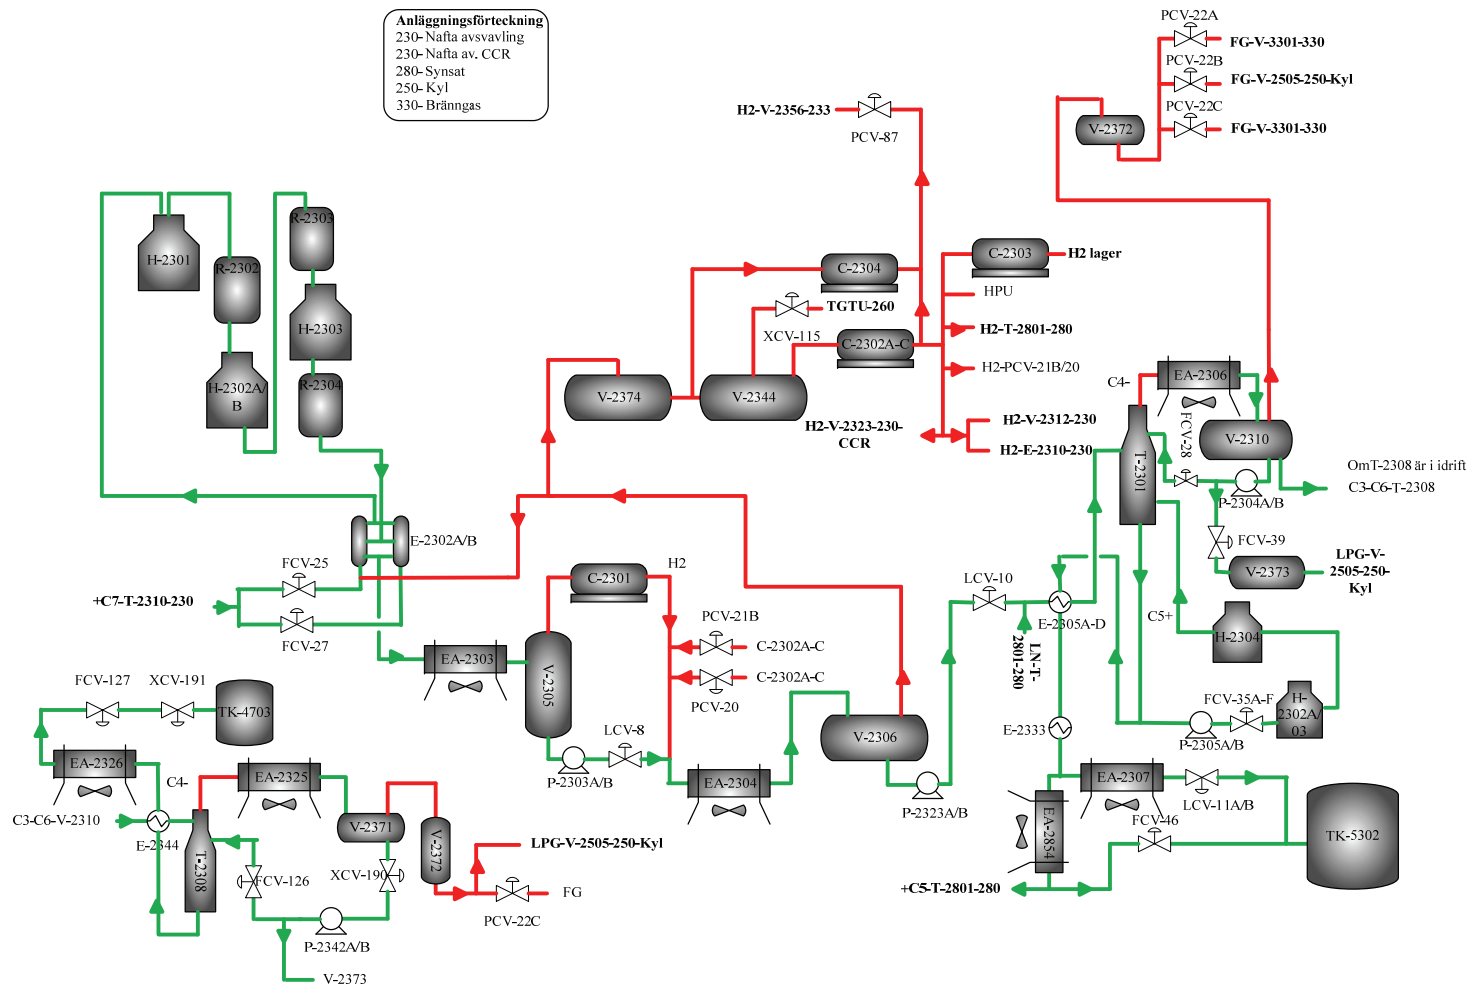 Anläggningsförteckning
230- Nafta avsvavling
230- Nafta av. CCR
280- Synsat
250- Kyl
330- Bränngas
PCV-22A
FG-V-3301-330
PCV-22B
FG-V-2505-250-Kyl
PCV-22C
FG-V-3301-330
V-2372
H2-V-2356-233
PCV-87
H-2301
R-2302
R-2303
H-2303
H-2302A/
B
R-2304
C-2304
C-2303
H2 lager
HPU
TGTU-260
XCV-115
C-2302A-C
H2-T-2801-280
H2-PCV-21B/20
V-2374
V-2344
H2-V-2323-230-
CCR
H2-V-2312-230
H2-E-2310-230
C4-
EA-2306
FCV-28
V-2310
T-2301
P-2304A/B
OmT-2308 är i idrift
C3-C6-T-2308
E-2302A/B
FCV-25
+C7-T-2310-230
FCV-27
FCV-39
V-2373
LPG-V-
2505-250-
Kyl
C-2301
H2
PCV-21B
C-2302A-C
C-2302A-C
PCV-20
LCV-10
E-2305A-D
LN-T-
2801-280
C5+
H-2304
EA-2303
V-2305
FCV-127
XCV-191
TK-4703
LCV-8
P-2303A/B
V-2306
E-2333
FCV-35A-F
H-
2302A/
03
P-2305A/B
EA-2326
C4-
EA-2325
EA-2304
P-2323A/B
EA-2307
LCV-11A/B
C3-C6-V-2310
E-2344
T-2308
V-2371
V-2372
LPG-V-2505-250-Kyl
EA-2854
FCV-46
TK-5302
FCV-126
XCV-190
PCV-22C
FG
+C5-T-2801-280
P-2342A/B
V-2373